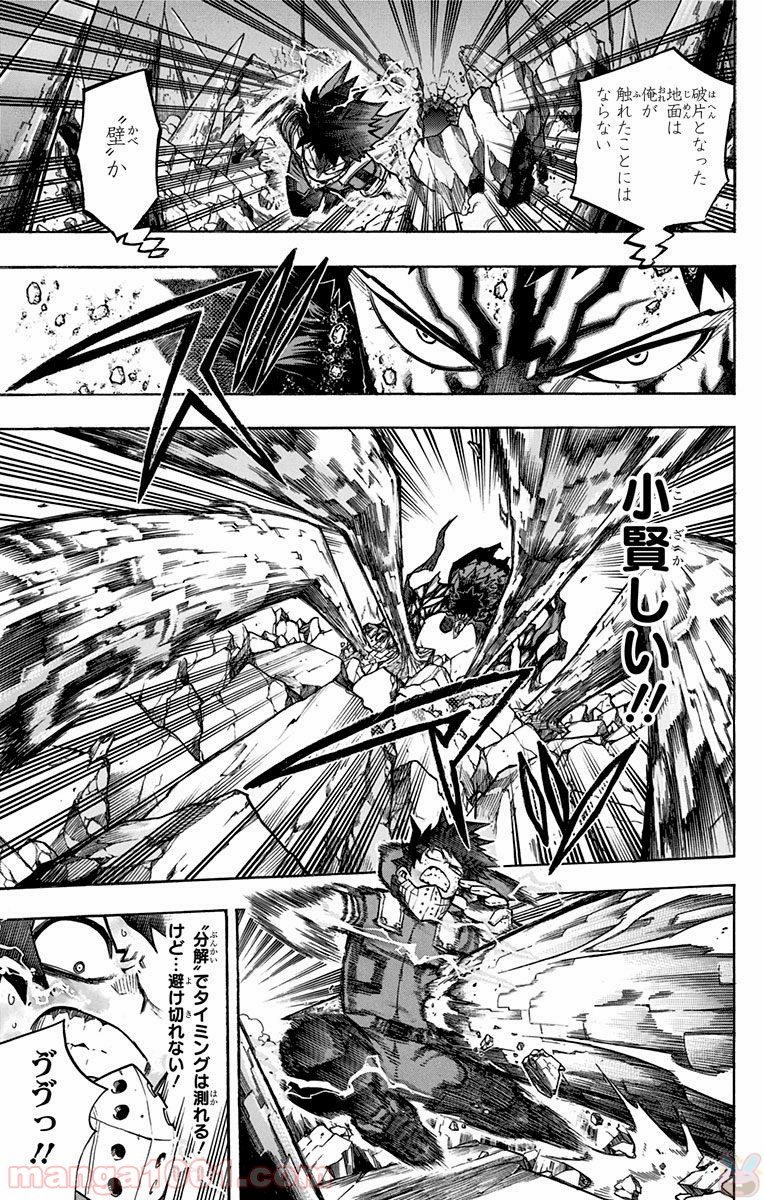 破片となった
地面は
俺が
触れたことには
ならない
“壁”か
小賢しい!!
“分解”でタイミングは測れる
けど…避け切れない!
ヴヴっ!!